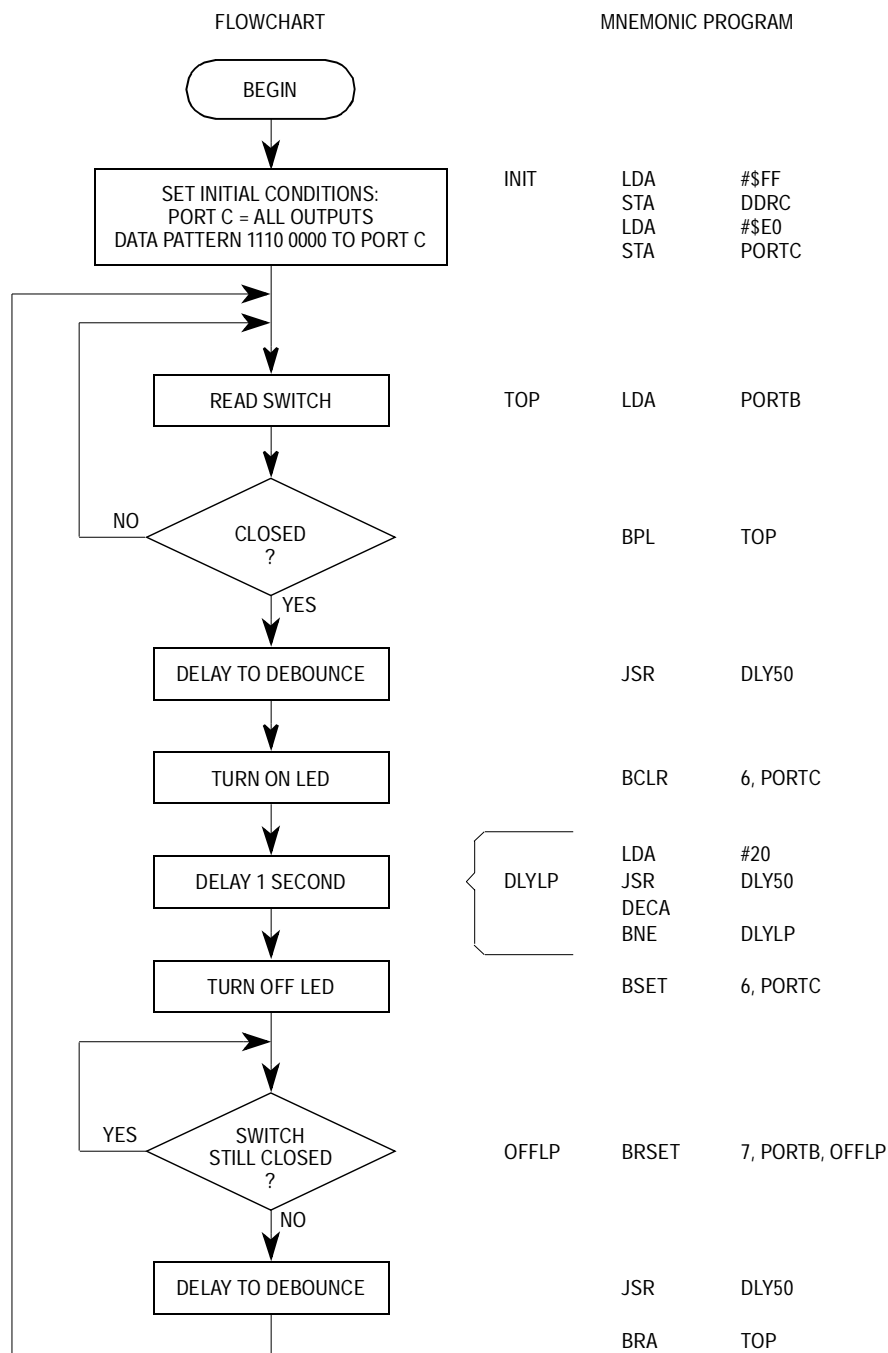 FLOWCHART MNEMONIC PROGRAM
BEGIN
SET INITIAL CONDITIONS:
PORT C = ALL OUTPUTS
DATA PATTERN 1110 0000 TO PORT C
INIT LDA #$FF
STA DDRC
LDA #$E0
STA PORTC
READ SWITCH
TOP LDA PORTB
NO
CLOSED
?
BPL TOP
YES
DELAY TO DEBOUNCE
JSR DLY50
TURN ON LED
BCLR 6, PORTC
DELAY 1 SECOND
LDA #20
DLYLP JSR DLY50
DECA
BNE DLYLP
TURN OFF LED
BSET 6, PORTC
YES
SWITCH
STILL CLOSED
?
OFFLP BRSET 7, PORTB, OFFLP
NO
DELAY TO DEBOUNCE
JSR DLY50
BRA TOP